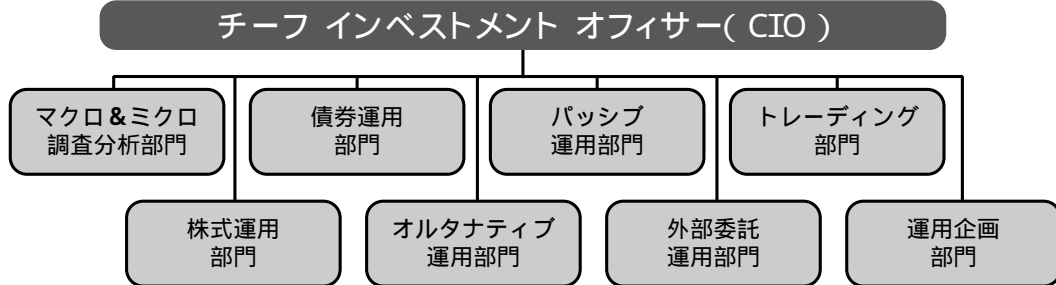 チーフ インベストメント オフィサー( CIO )
マクロ&ミクロ
調査分析部門
債券運用
部門
パッシブ
運用部門
トレーディング
部門
株式運用
部門
オルタナティブ
運用部門
外部委託
運用部門
運用企画
部門